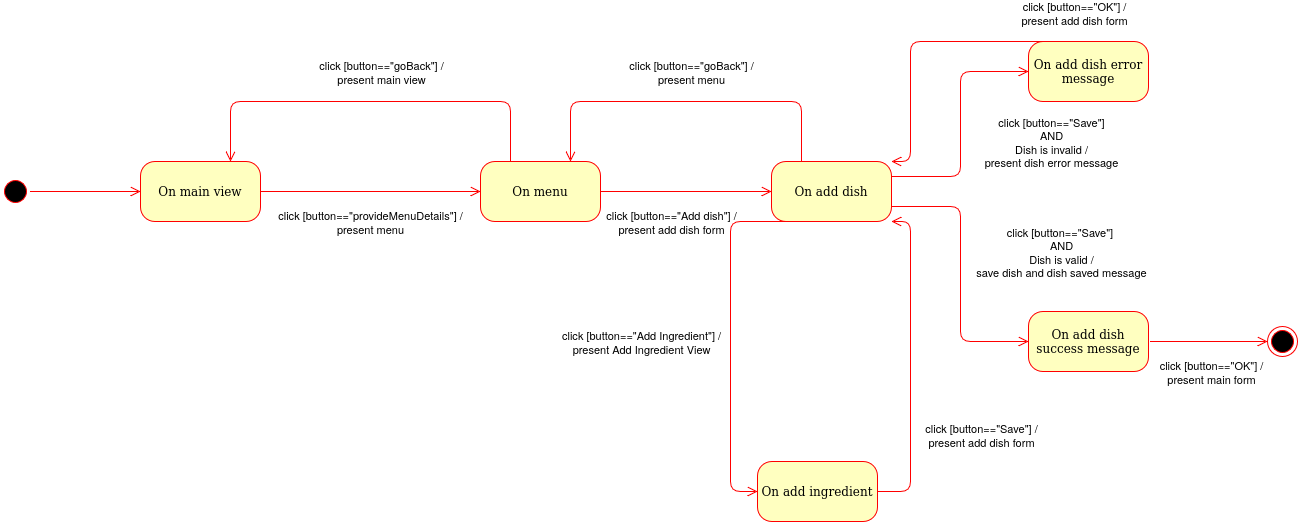 click [button=="OK"] /
present add dish form
click [button=="goBack"] /
present main view
click [button=="goBack"] /
present menu
On add dish error
message
click [button=="Save"]
AND
Dish is invalid /
present dish error message
On main view
On menu
On add dish
click [button=="provideMenuDetails"] /
present menu
click [button=="Add dish"] /
present add dish form
click [button=="Save"]
AND
Dish is valid /
save dish and dish saved message
click [button=="Add Ingredient"] /
present Add Ingredient View
On add dish
success message
click [button=="OK"] /
present main form
click [button=="Save"] /
present add dish form
On add ingredient